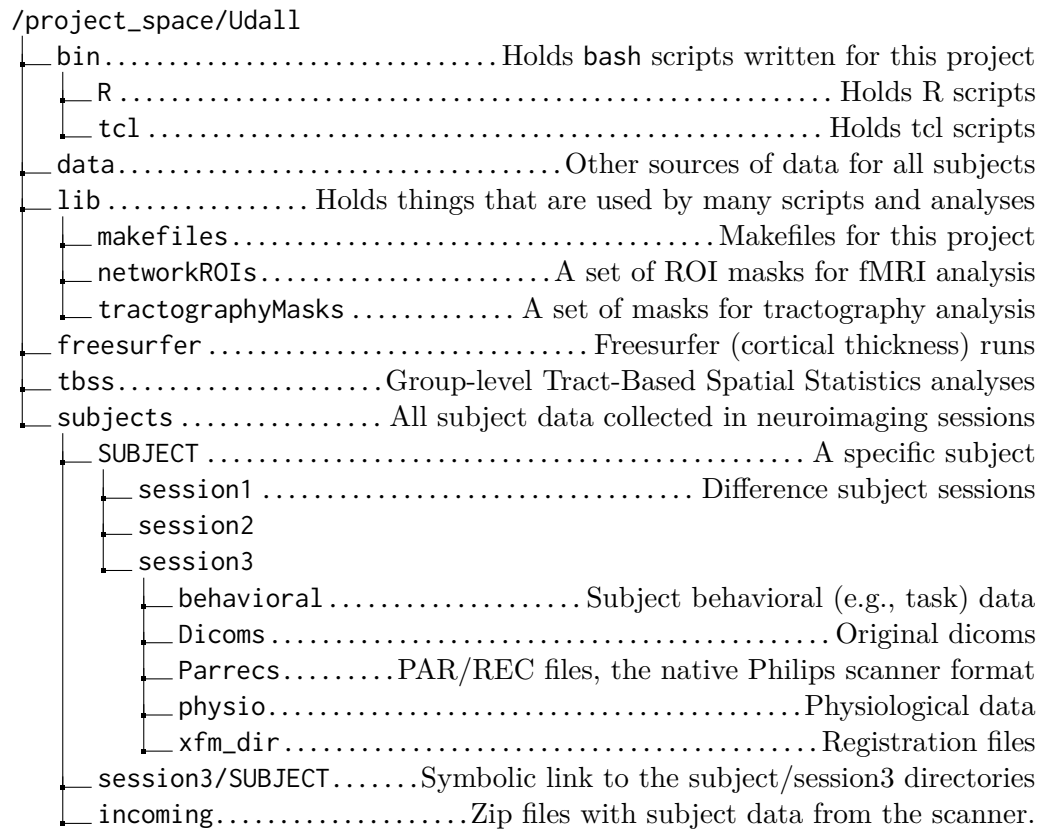 /project_space/Udall
bin................................Holds bash scripts written for this project
R ............................................................ Holds R scripts
tcl ......................................................... Holds tcl scripts
data.....................................Other sources of data for all subjects
lib ................ Holds things that are used by many scripts and analyses
makefiles........................................Makefiles for this project
networkROIs........................A set of ROI masks for fMRI analysis
tractographyMasks ............. A set of masks for tractography analysis
freesurfer................................Freesurfer (cortical thickness) runs
tbss......................Group-level Tract-Based Spatial Statistics analyses
subjects ................ All subject data collected in neuroimaging sessions
SUBJECT ................................................... A specific subject
session1 ..................................... Difference subject sessions
session2
session3
behavioral......................Subject behavioral (e.g., task) data
Dicoms................................................Original dicoms
Parrecs.........PAR/REC files, the native Philips scanner format
physio..............................................Physiological data
xfm_dir..............................................Registration files
session3/SUBJECT.......Symbolic link to the subject/session3 directories
incoming.....................Zip files with subject data from the scanner.